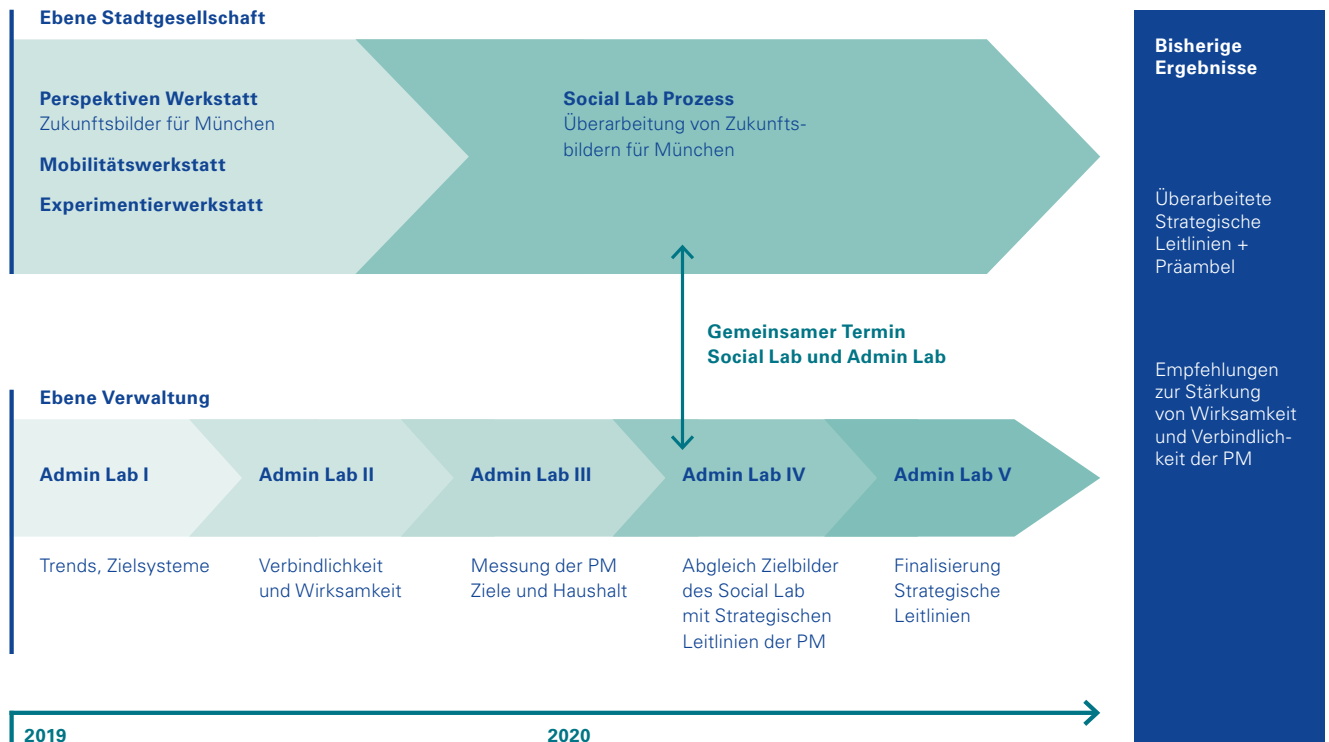 Ebene Stadtgesellschaft
Perspektiven Werkstatt
Zukunftsbilder für München
Mobilitätswerkstatt
Experimentierwerkstatt
Social Lab Prozess
Überarbeitung von Zukunfts-
bildern für München
Gemeinsamer Termin
Social Lab und Admin Lab
Ebene Verwaltung
Admin Lab I
Trends, Zielsysteme
Admin Lab II
Verbindlichkeit
und Wirksamkeit
Admin Lab III
Messung der PM
Ziele und Haushalt
Admin Lab IV
Abgleich Zielbilder
des Social Lab
mit Strategischen
Leitlinien der PM
Admin Lab V
Finalisierung
Strategische
Leitlinien
2019
2020
Bisherige
Ergebnisse
Überarbeitete
Strategische
Leitlinien +
Präambel
Empfehlungen
zur Stärkung
von Wirksamkeit
und Verbindlich-
keit der PM